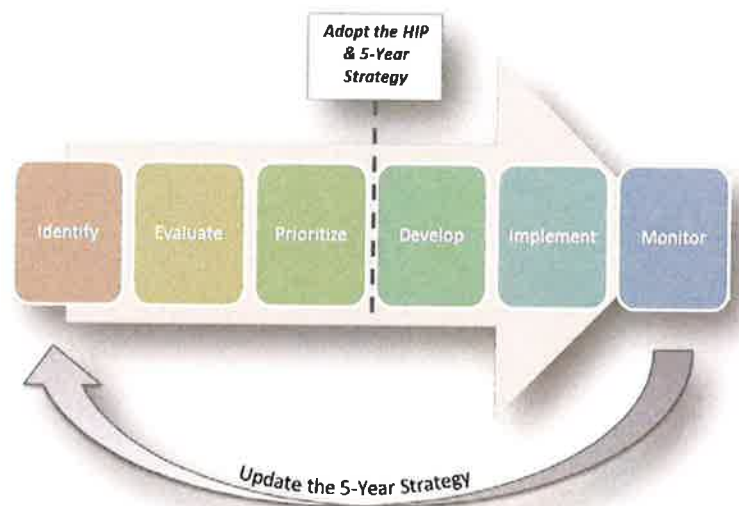 Adopt the HIP
& 5-Year
Strategy
Identify
Evaluate
Prioritize
Develop
Implement
Monitor
Update the 5-Year Strategy